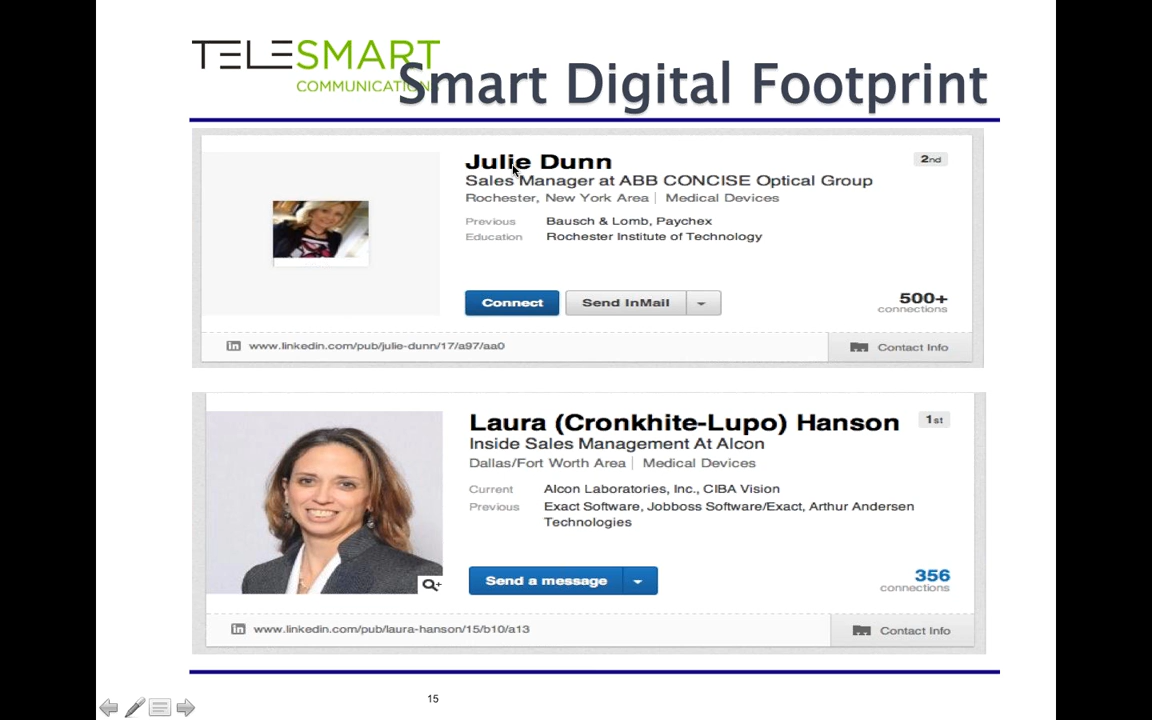 TELESMART
COMMUNICATIONS
Smart Digital Footprint
Julie Dunn
2nd
Sales Manager at ABB CONCISE Optical Group
Rochester, New York Area | Medical Devices
Previous Bausch & Lomb, Paychex
Education Rochester Institute of Technology
Connect Send InMail
500+
connections
in www.linkedin.com/pub/julie-dunn/17/a97/aa0
Contact Info
Laura (Cronkhite-Lupo) Hanson
1st
Inside Sales Management At Alcon
Dallas/Fort Worth Area | Medical Devices
Current Alcon Laboratories, Inc., CIBA Vision
Previous Exact Software, Jobboss Software/Exact, Arthur Andersen
Technologies
Send a message
356
connections
in www.linkedin.com/pub/laura-hanson/15/b10/a13
Contact Info
15